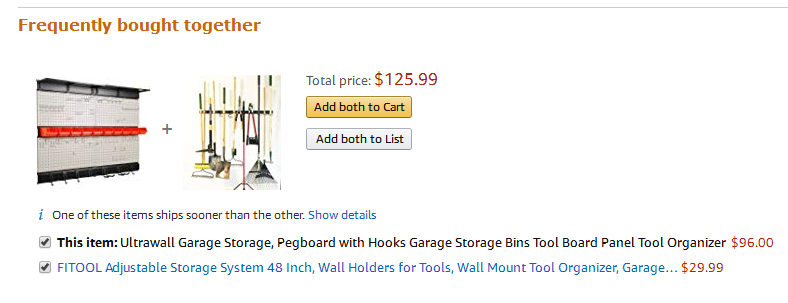 Frequently bought together
Total price: $125.99
Add both to Cart
+
Add both to List
i One of these items ships sooner than the other. Show details
This item: Ultrawall Garage Storage, Pegboard with Hooks Garage Storage Bins Tool Board Panel Tool Organizer $96.00
FITOOL Adjustable Storage System 48 Inch, Wall Holders for Tools, Wall Mount Tool Organizer, Garage... $29.99